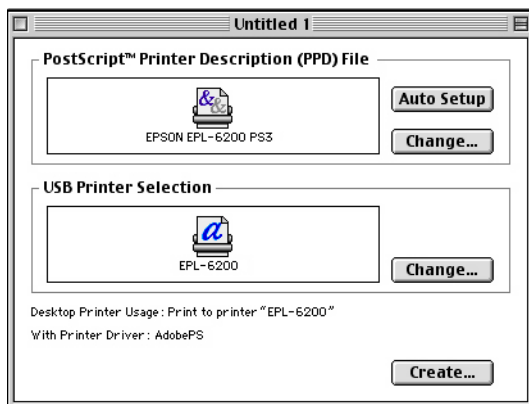 Untitled 1
PostScript™ Printer Description (PPD) File
&&
EPSON EPL-6200 PS3
Auto Setup
Change...
USB Printer Selection
a
EPL-6200
Change...
Desktop Printer Usage : Print to printer “EPL-6200”
With Printer Driver : AdobePS
Create...